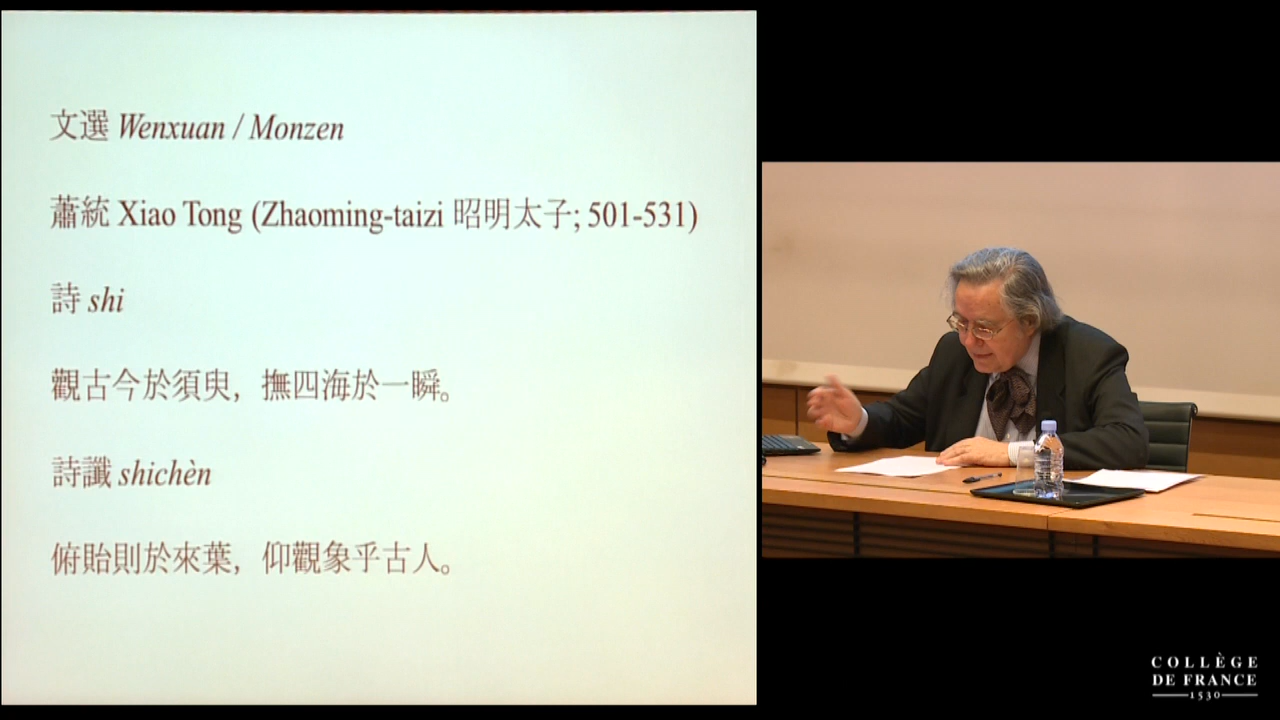 文選 Wenxuan / Monzen
蕭統 Xiao Tong (Zhaoming-taizi 昭明太子; 501-531)
詩 shi
觀古今於須臾，撫四海於一瞬。
詩讖 shichèn
俯貽則於來葉，仰觀象乎古人。
COLLÈGE
DE FRANCE
1530